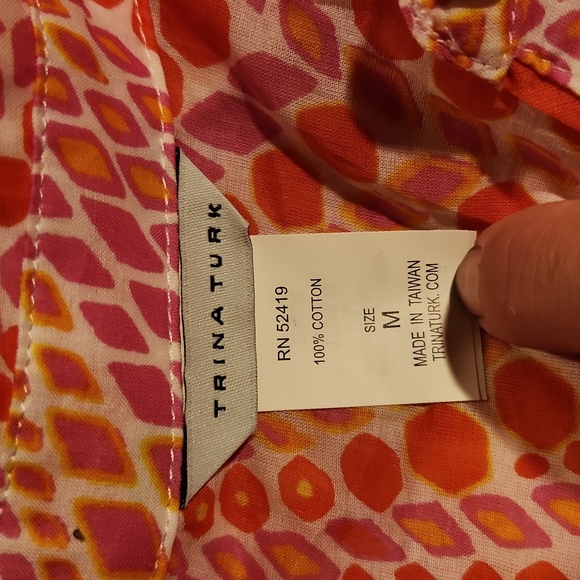 TRINA TURK
RN 52419
100% COTTON
SIZE
M
MADE IN TAIWAN
TRINATURK.COM